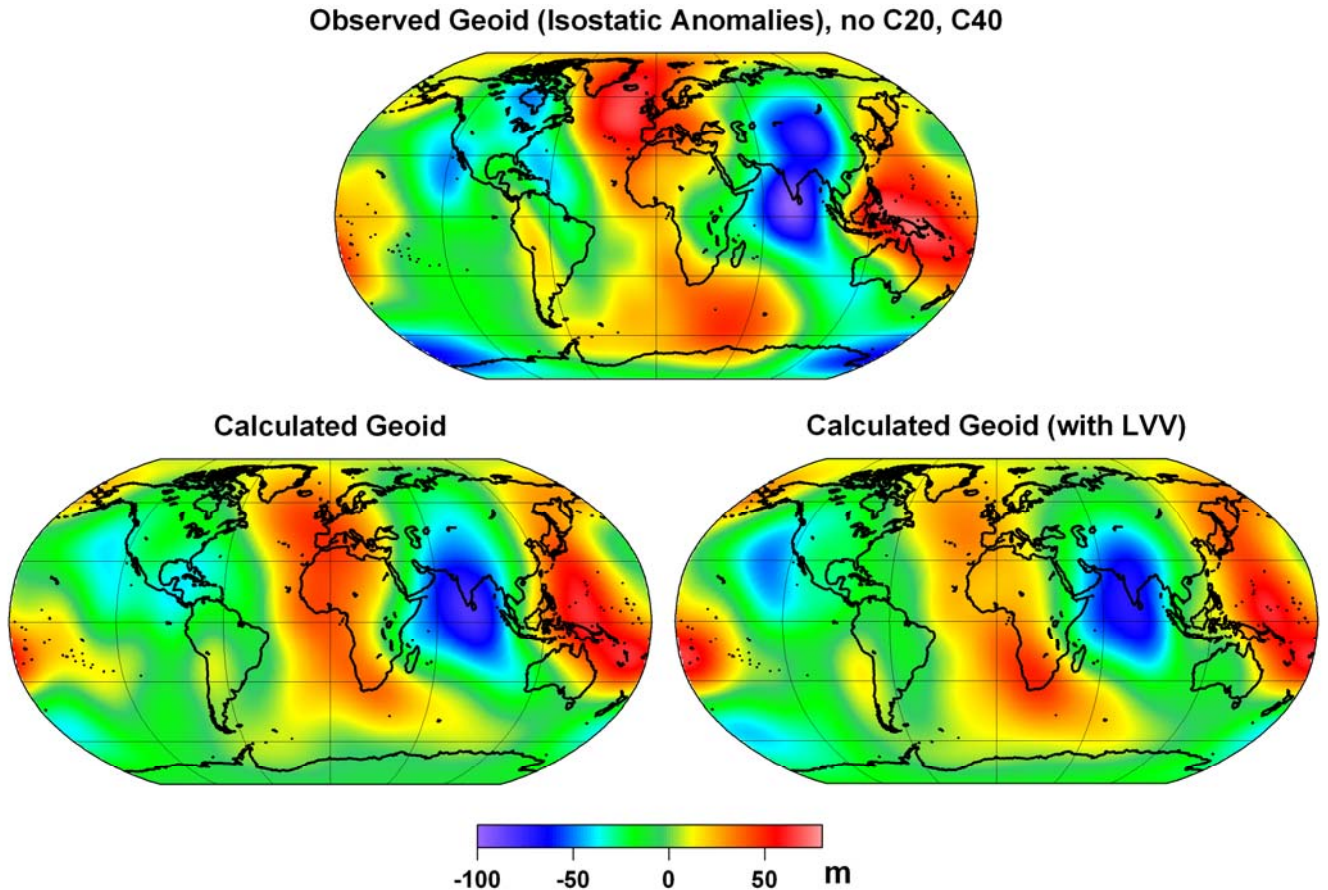 Observed Geoid (Isostatic Anomalies), no C20, C40
Calculated Geoid
Calculated Geoid (with LVV)
-100 -50 0 50 m